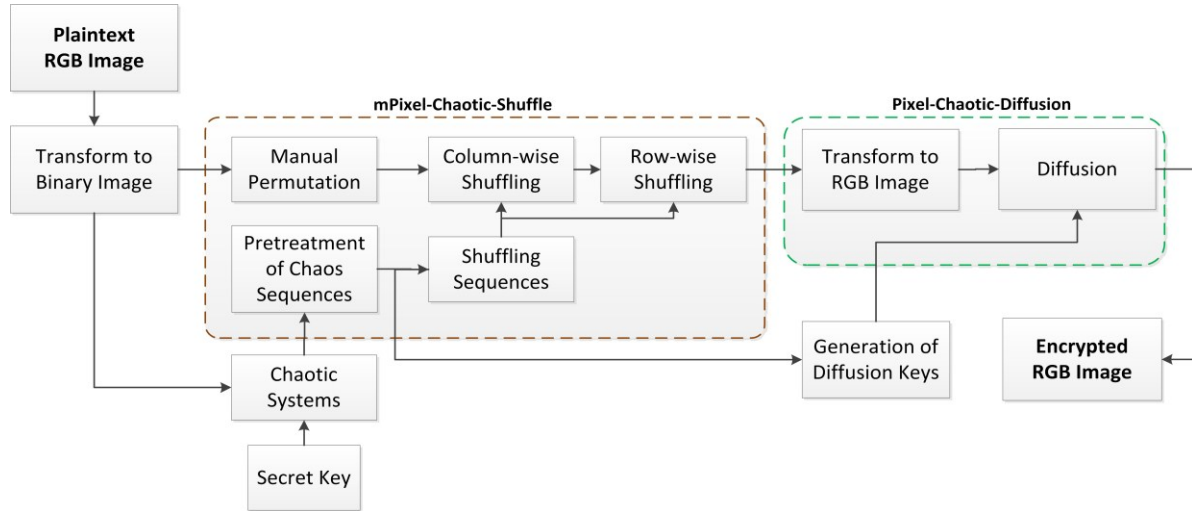 Plaintext
RGB Image
mPixel-Chaotic-Shuffle
Pixel-Chaotic-Diffusion
Transform to
Binary Image
Manual
Permutation
Column-wise
Shuffling
Row-wise
Shuffling
Transform to
RGB Image
Diffusion
Pretreatment
of Chaos
Sequences
Shuffling
Sequences
Chaotic
Systems
Generation of
Diffusion Keys
Encrypted
RGB Image
Secret Key